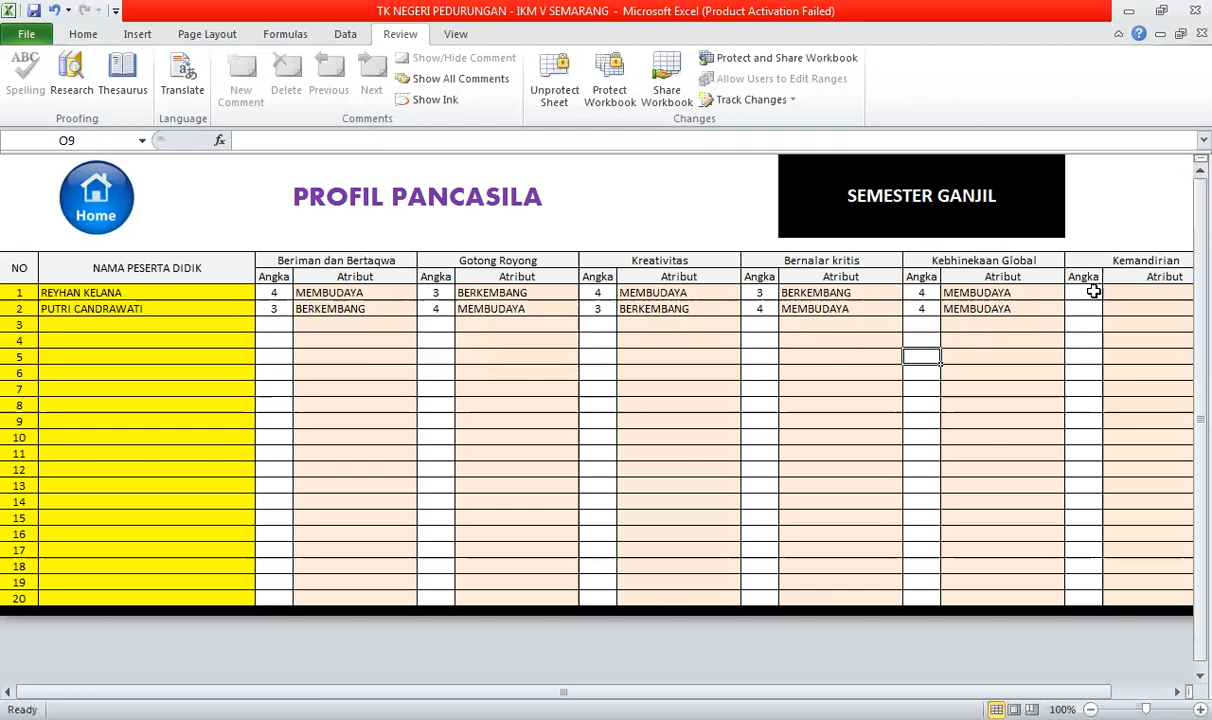 TK NEGERI PEDURUNGAN - IKM V SEMARANG - Microsoft Excel (Product Activation Failed)
File Home Insert Page Layout Formulas Data Review View
ABC
Spelling Research Thesaurus Translate New Comment Delete Previous Next Show/Hide Comment Show All Comments Show Ink Unprotect Sheet Protect Workbook Share Workbook Protect and Share Workbook Allow Users to Edit Ranges Track Changes
Proofing Language Comments Changes
O9 fx
Home PROFIL PANCASILA SEMESTER GANJIL
NO NAMA PESERTA DIDIK Beriman dan Bertaqwa Gotong Royong Kreativitas Bernalar kritis Kebhinekaan Global Kemandirian
Angka Atribut Angka Atribut Angka Atribut Angka Atribut Angka Atribut Angka Atribut
1 REYHAN KELANA 4 MEMBUDAYA 3 BERKEMBANG 4 MEMBUDAYA 3 BERKEMBANG 4 MEMBUDAYA
2 PUTRI CANDRAWATI 3 BERKEMBANG 4 MEMBUDAYA 3 BERKEMBANG 4 MEMBUDAYA 4 MEMBUDAYA
3
4
5
6
7
8
9
10
11
12
13
14
15
16
17
18
19
20
Ready 100%